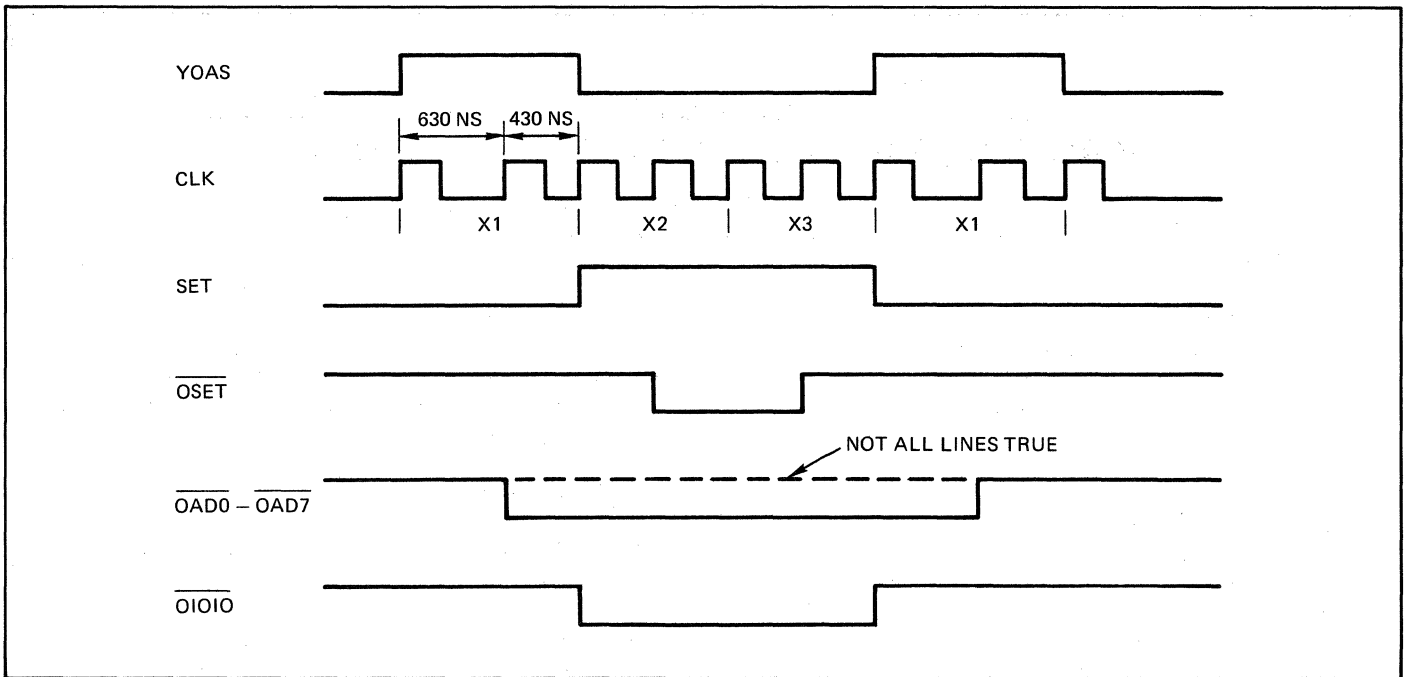 YOAS
630 NS 430 NS
CLK
X1 X2 X3 X1
SET
OSET
NOT ALL LINES TRUE
OAD0 – OAD7
OIOIO